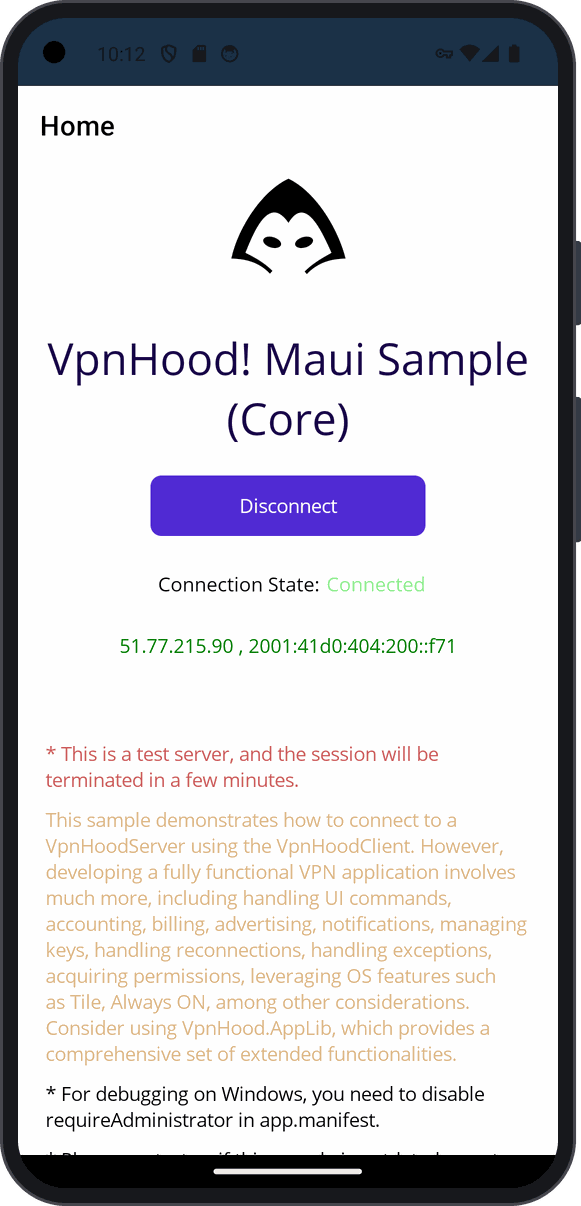 10:12
Home
VpnHood! Maui Sample
(Core)
Disconnect
Connection State: Connected
51.77.215.90 , 2001:41d0:404:200::f71
* This is a test server, and the session will be
terminated in a few minutes.
This sample demonstrates how to connect to a
VpnHoodServer using the VpnHoodClient. However,
developing a fully functional VPN application involves
much more, including handling UI commands,
accounting, billing, advertising, notifications, managing
keys, handling reconnections, handling exceptions,
acquiring permissions, leveraging OS features such
as Tile, Always ON, among other considerations.
Consider using VpnHood.AppLib, which provides a
comprehensive set of extended functionalities.
* For debugging on Windows, you need to disable
requireAdministrator in app.manifest.